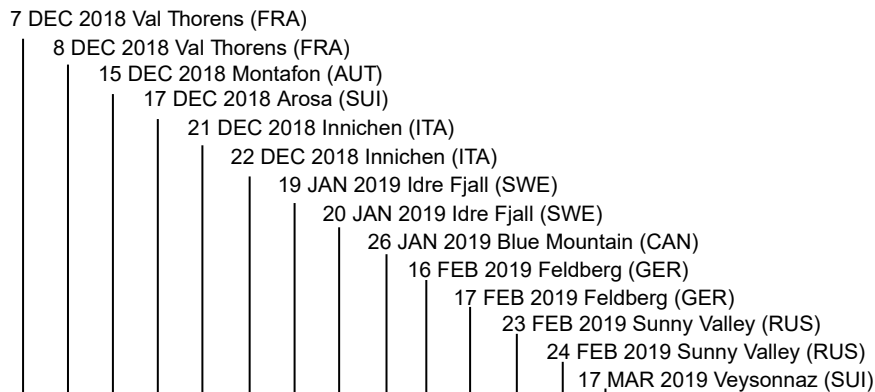 7 DEC 2018 Val Thorens (FRA)
8 DEC 2018 Val Thorens (FRA)
15 DEC 2018 Montafon (AUT)
17 DEC 2018 Arosa (SUI)
21 DEC 2018 Innichen (ITA)
22 DEC 2018 Innichen (ITA)
19 JAN 2019 Idre Fjall (SWE)
20 JAN 2019 Idre Fjall (SWE)
26 JAN 2019 Blue Mountain (CAN)
16 FEB 2019 Feldberg (GER)
17 FEB 2019 Feldberg (GER)
23 FEB 2019 Sunny Valley (RUS)
24 FEB 2019 Sunny Valley (RUS)
17 MAR 2019 Veysonnaz (SUI)